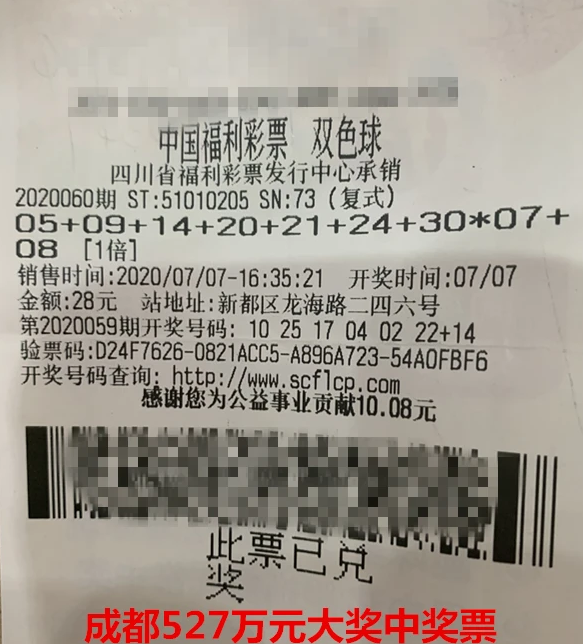 中国福利彩票 双色球
四川省福利彩票发行中心承销
2020060期 ST:51010205 SN:73(复式)
05+09+14+20+21+24+30*07+
08 [1倍]
销售时间:2020/07/07-16:35:21 开奖时间:07/07
金额:28元 站地址:新都区龙海路二四六号
第2020059期开奖号码: 10 25 17 04 02 22+14
验票码:D24F7626-0821ACC5-A896A723-54A0FBF6
开奖号码查询: http://www.scflcp.com
感谢您为公益事业贡献10.08元
此票已兑
奖
成都527万元大奖中奖票